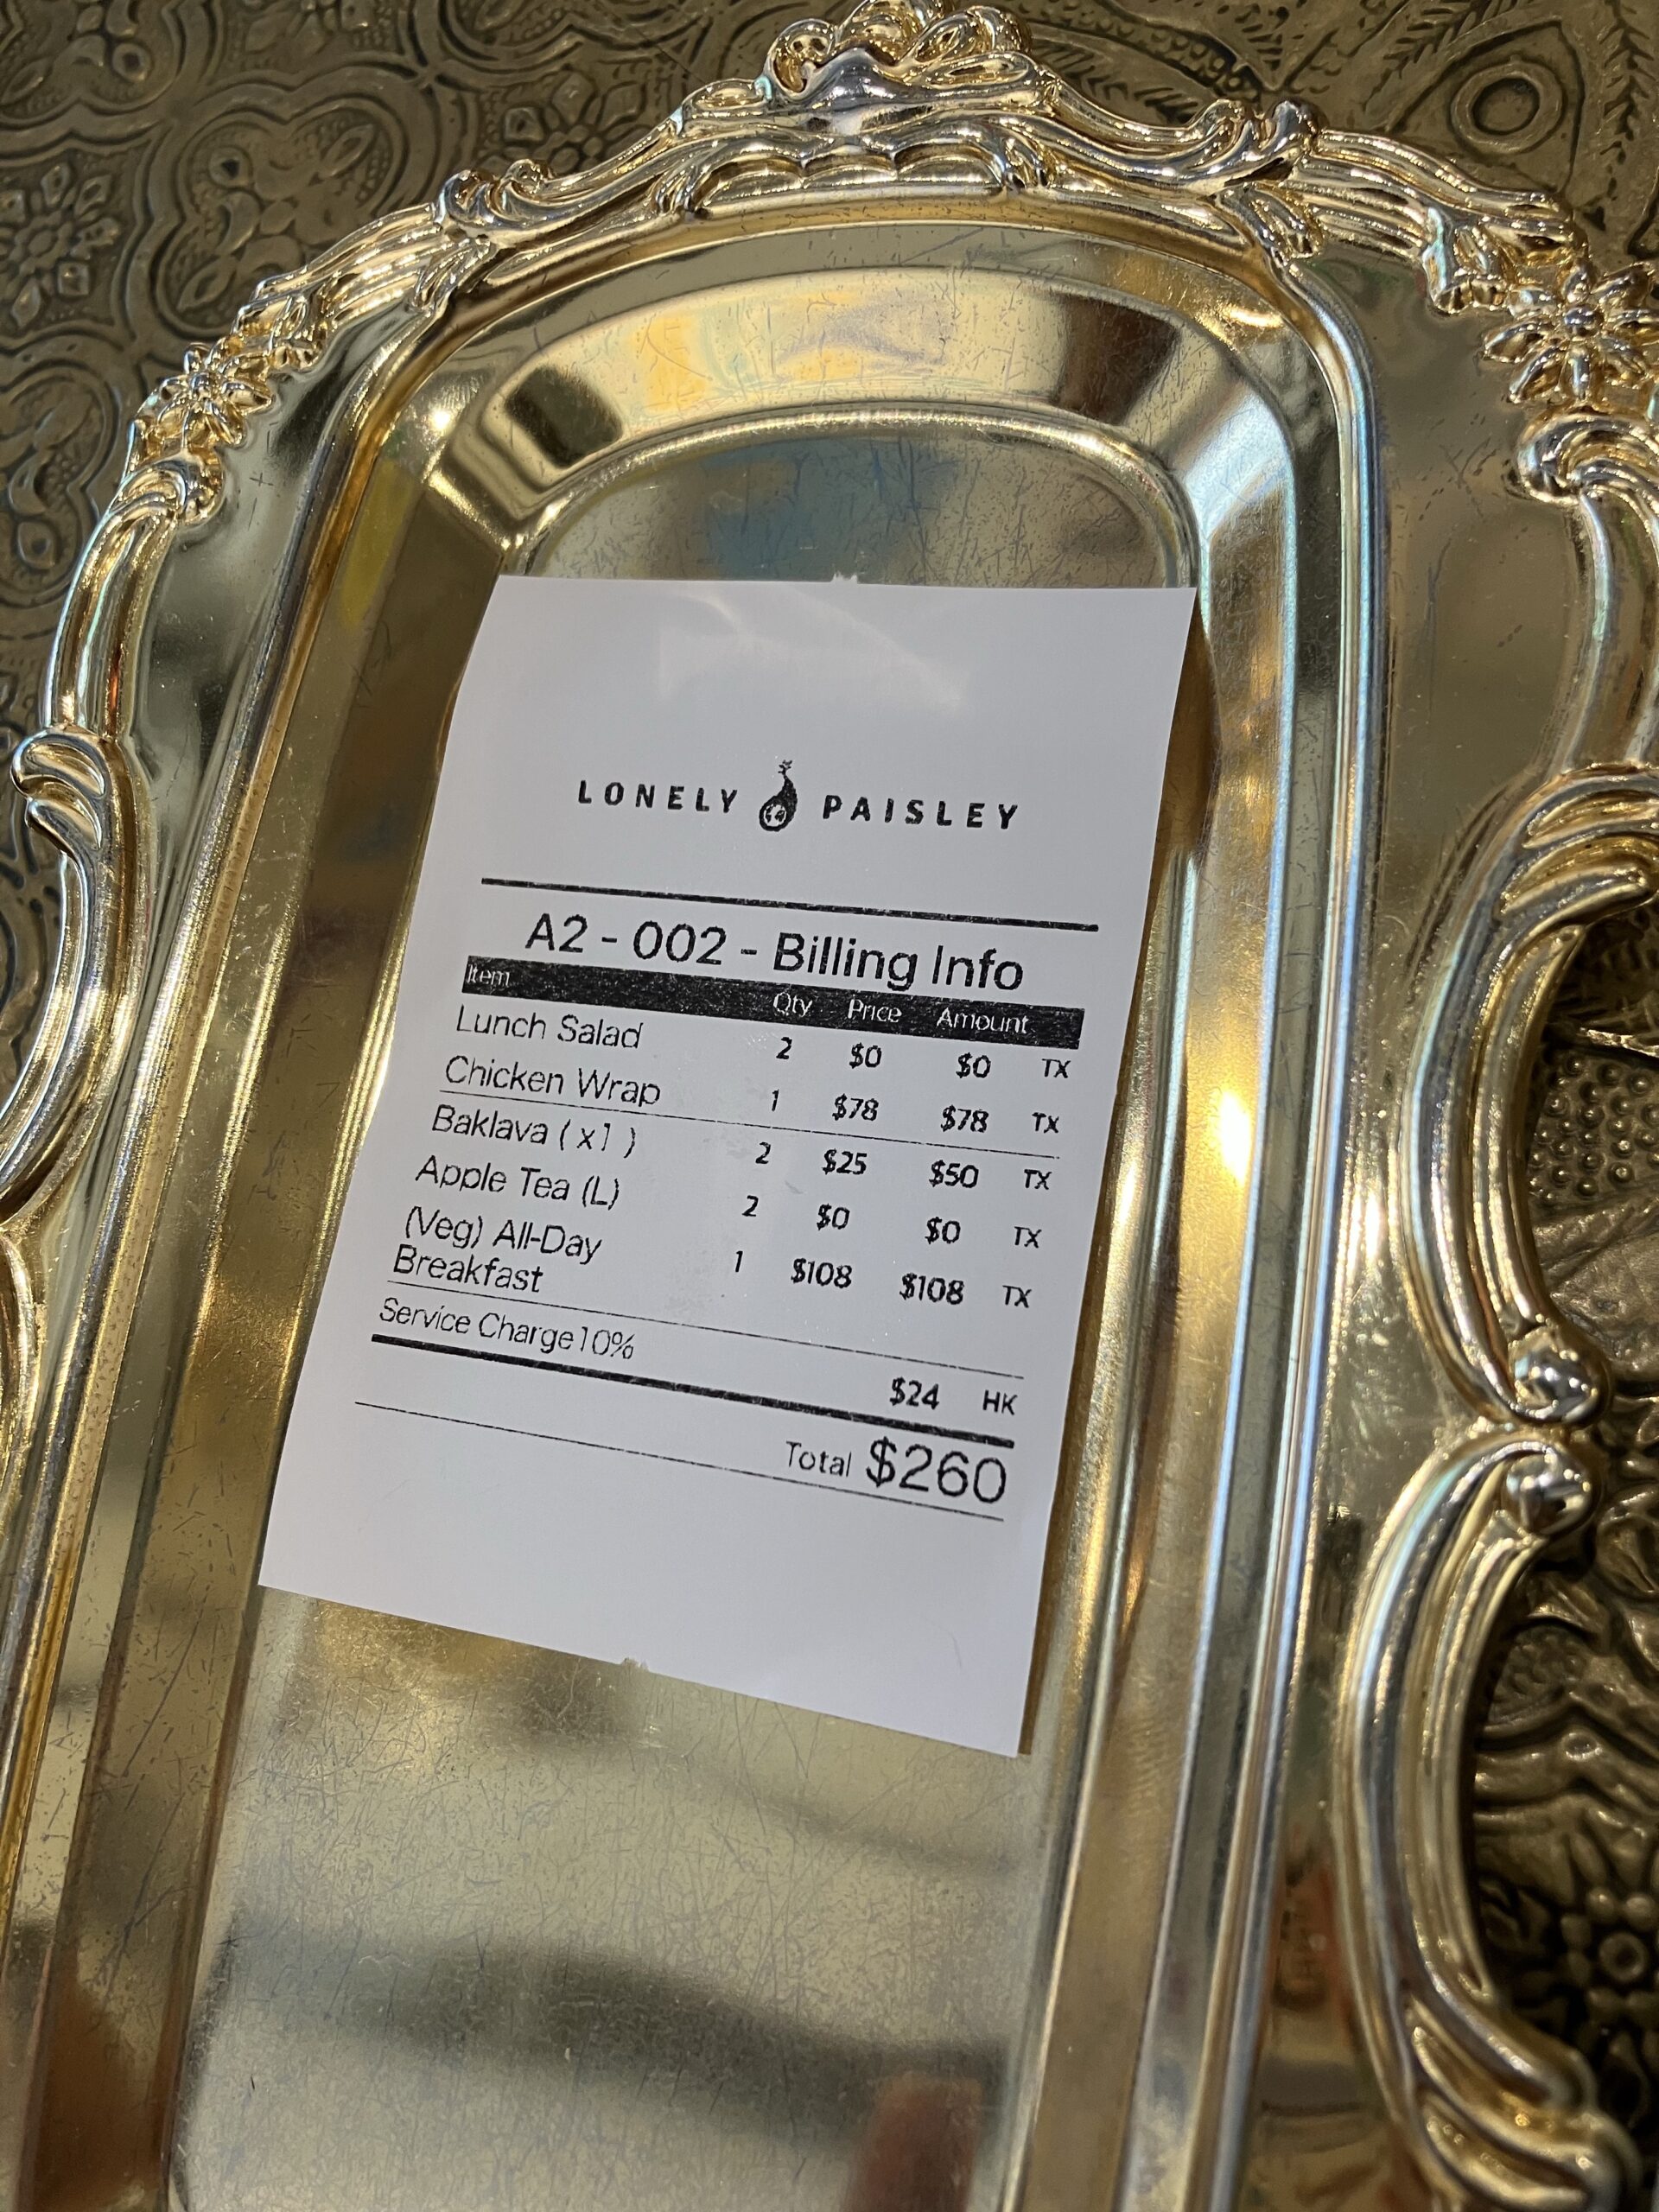 LONELY PAISLEY
A2 - 002 - Billing Info
Item Qty Price Amount
Lunch Salad 2 $0 $0 TX
Chicken Wrap 1 $78 $78 TX
Baklava ( x1 ) 2 $25 $50 TX
Apple Tea (L) 2 $0 $0 TX
(Veg) All-Day
Breakfast 1 $108 $108 TX
Service Charge10% $24 HK
Total $260